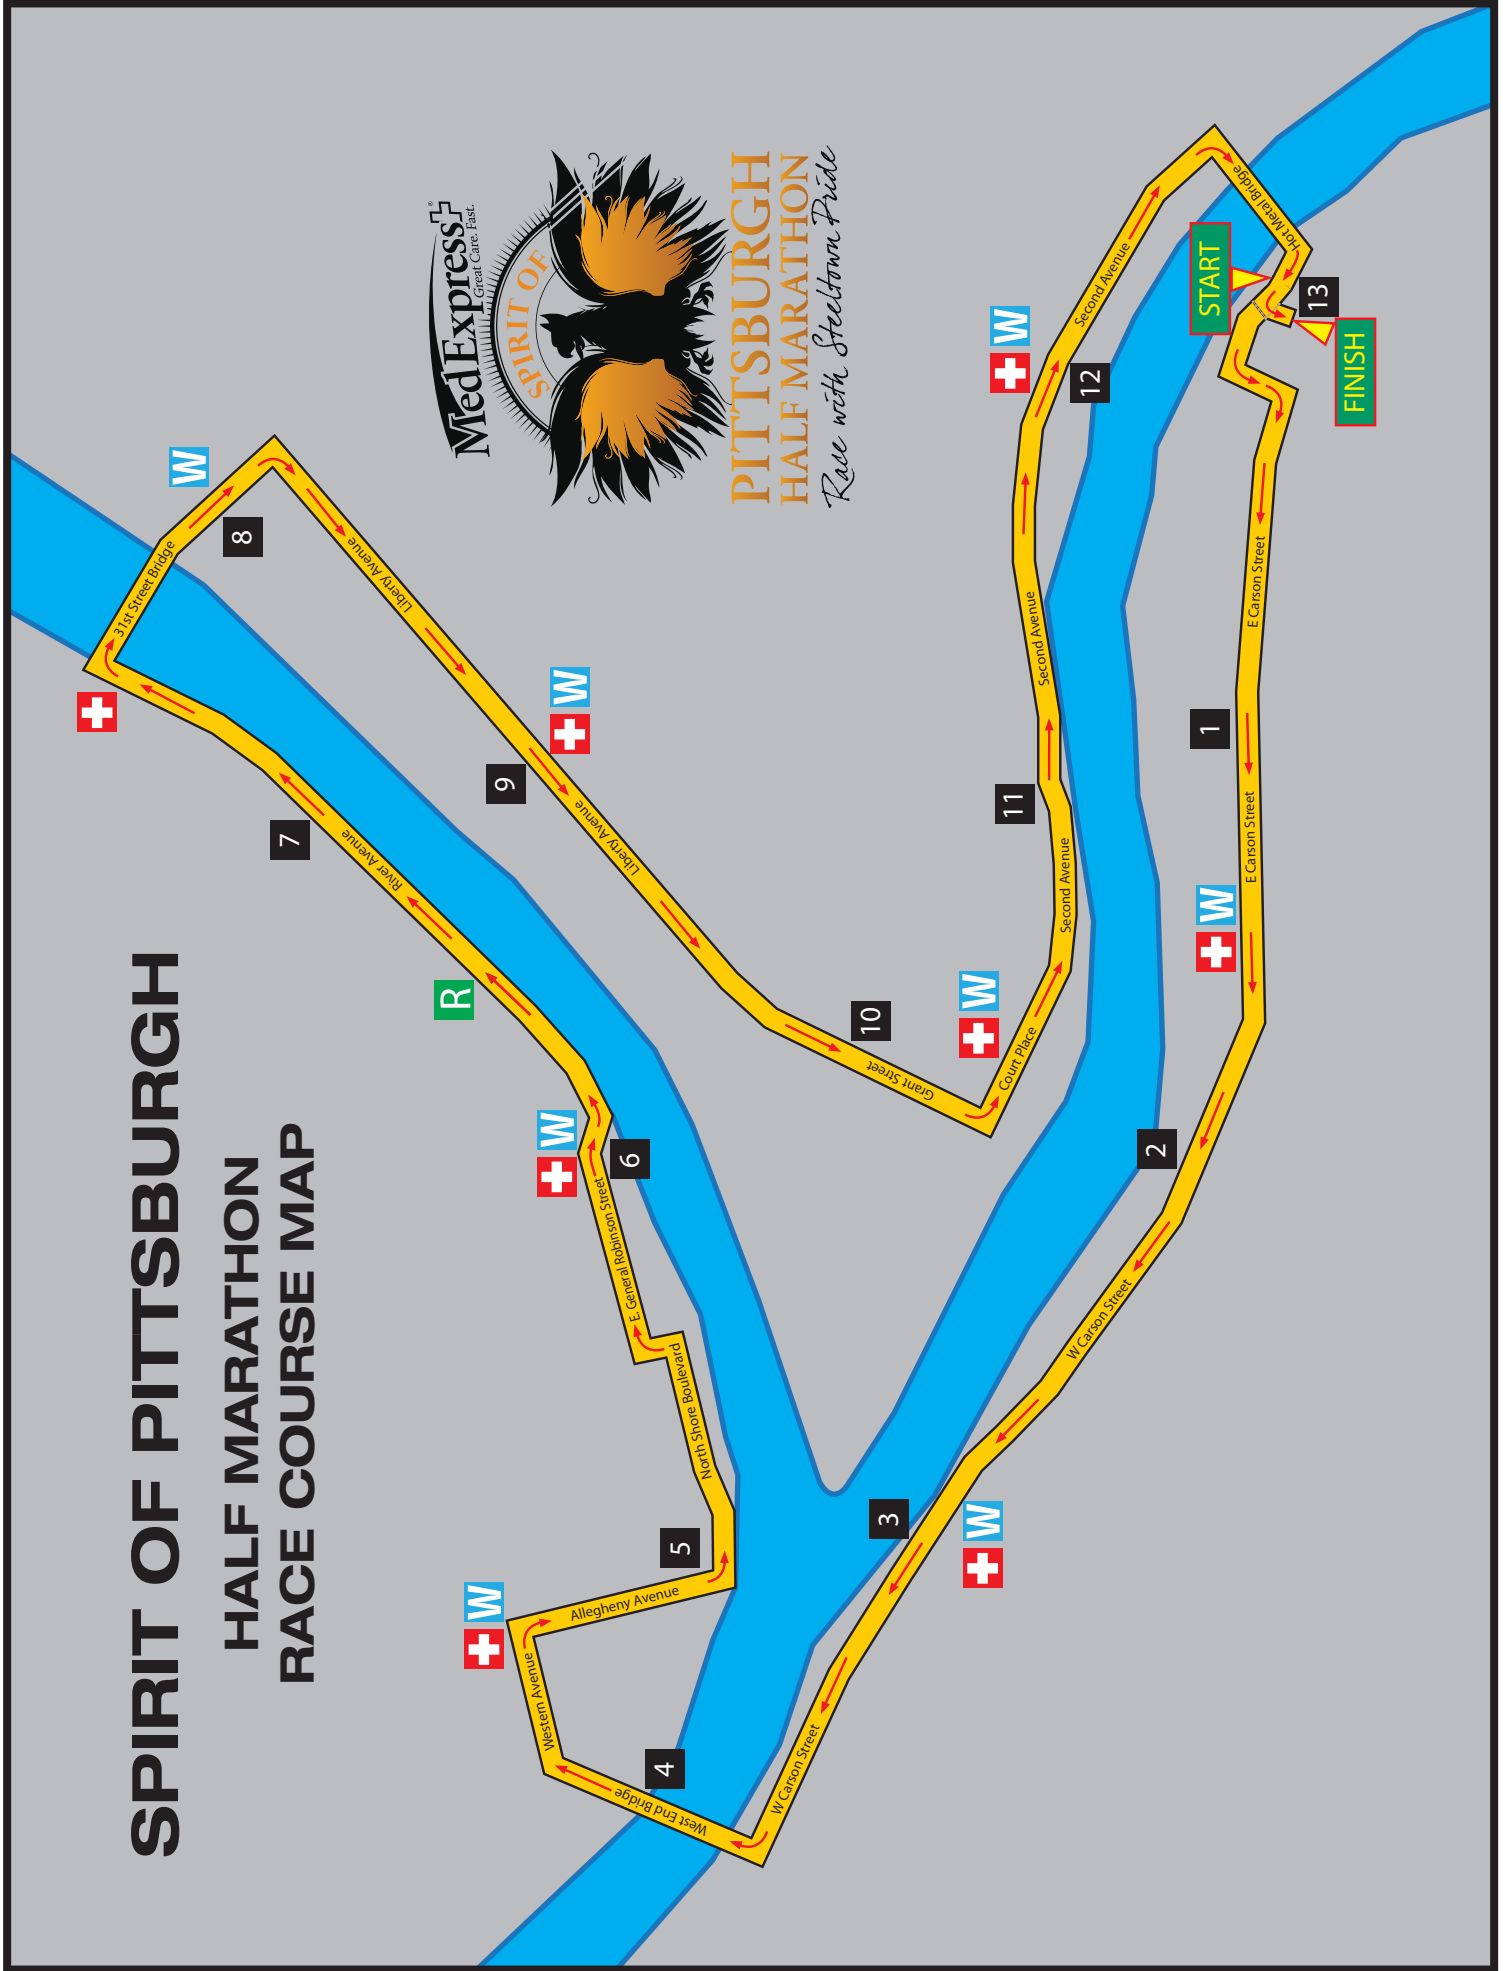 SPIRIT OF PITTSBURGH
HALF MARATHON
RACE COURSE MAP
MedExpress®
Great Care. Fast.
SPIRIT OF
PITTSBURGH
HALF MARATHON
Race with Steeltown Pride
START
FINISH
E Carson Street
1
E Carson Street
W
2
W Carson Street
W
3
W Carson Street
West End Bridge
4
Western Avenue
W
Allegheny Avenue
5
North Shore Boulevard
E. General Robinson Street
W
6
R
River Avenue
7
31st Street Bridge
W
8
Liberty Avenue
W
9
Liberty Avenue
10
Grant Street
W
Court Place
Second Avenue
11
Second Avenue
W
12
Second Avenue
Hot Metal Bridge
13